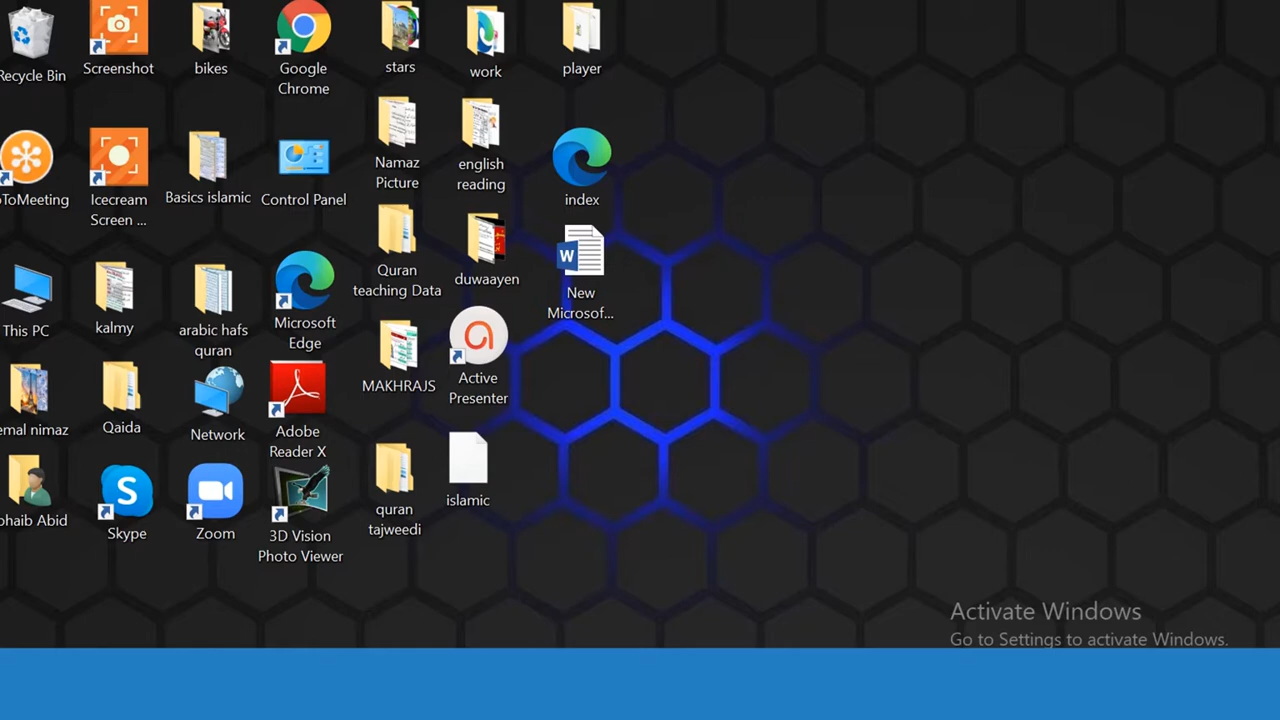 Recycle Bin
Screenshot
bikes
Google
Chrome
stars
work
player
ToMeeting
Icecream
Screen ...
Basics islamic
Control Panel
Namaz
Picture
english
reading
index
This PC
kalmy
arabic hafs
quran
Microsoft
Edge
Quran
teaching Data
duwaayen
New
Microsof...
emal nimaz
Qaida
Network
Adobe
Reader X
MAKHRAJS
Active
Presenter
ohaib Abid
Skype
Zoom
3D Vision
Photo Viewer
quran
tajweedi
islamic
Activate Windows
Go to Settings to activate Windows.